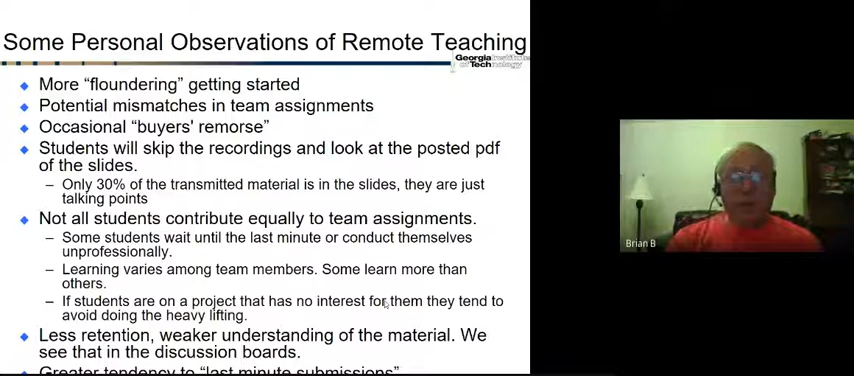 Some Personal Observations of Remote Teaching
Georgia Institute
of Technology
More “floundering” getting started
Potential mismatches in team assignments
Occasional “buyers' remorse”
Students will skip the recordings and look at the posted pdf
of the slides.
– Only 30% of the transmitted material is in the slides, they are just
talking points
Not all students contribute equally to team assignments.
– Some students wait until the last minute or conduct themselves
unprofessionally.
– Learning varies among team members. Some learn more than
others.
– If students are on a project that has no interest for them they tend to
avoid doing the heavy lifting.
Less retention, weaker understanding of the material. We
see that in the discussion boards.
Greater tendency to “last minute submissions”
Brian B